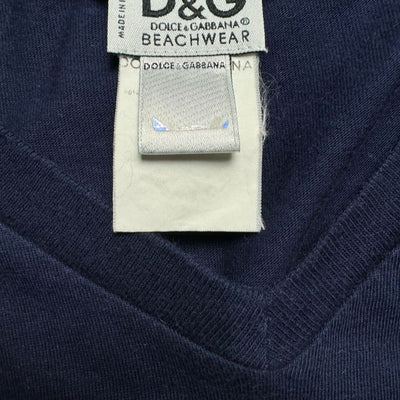 MADE IN
D&G
DOLCE & GABBANA®
BEACHWEAR
DOLCE & GABBANA